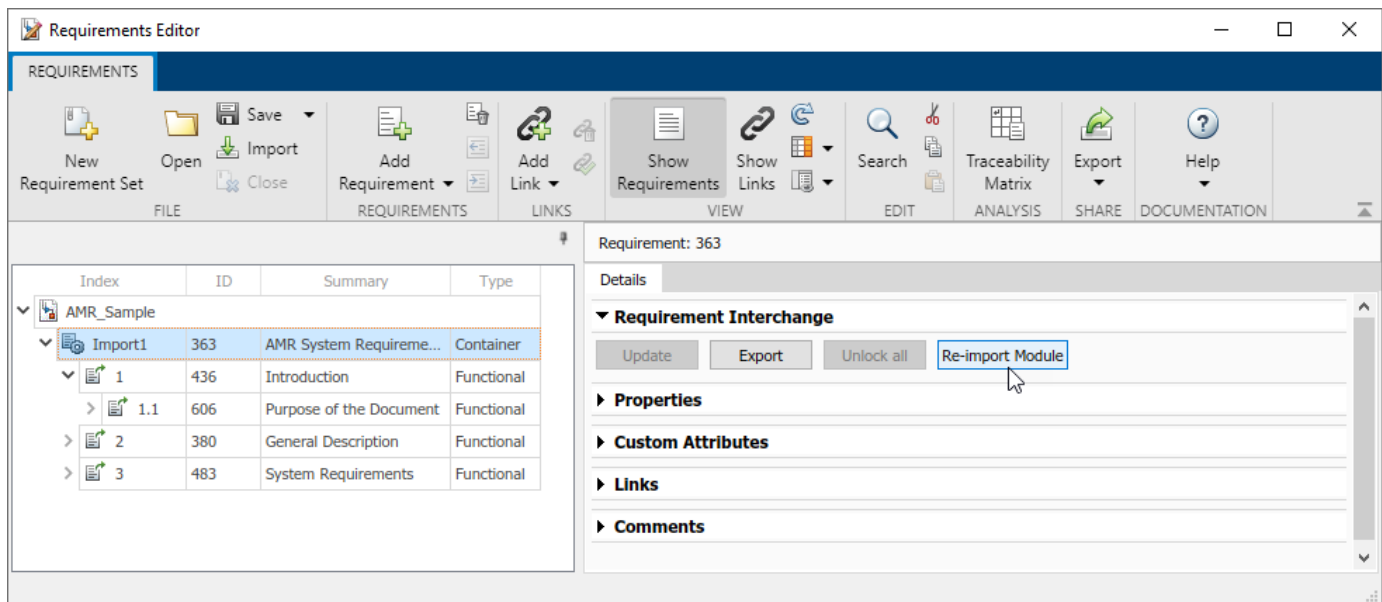 Requirements Editor
REQUIREMENTS
New
Requirement Set
Open
Save
Import
Close
FILE
Add
Requirement
REQUIREMENTS
Add
Link
LINKS
Show
Requirements
Show
Links
VIEW
Search
EDIT
Traceability
Matrix
ANALYSIS
Export
SHARE
Help
DOCUMENTATION
Index ID Summary Type
AMR_Sample
Import1 363 AMR System Requireme... Container
1 436 Introduction Functional
1.1 606 Purpose of the Document Functional
2 380 General Description Functional
3 483 System Requirements Functional
Requirement: 363
Details
Requirement Interchange
Update Export Unlock all Re-import Module
Properties
Custom Attributes
Links
Comments